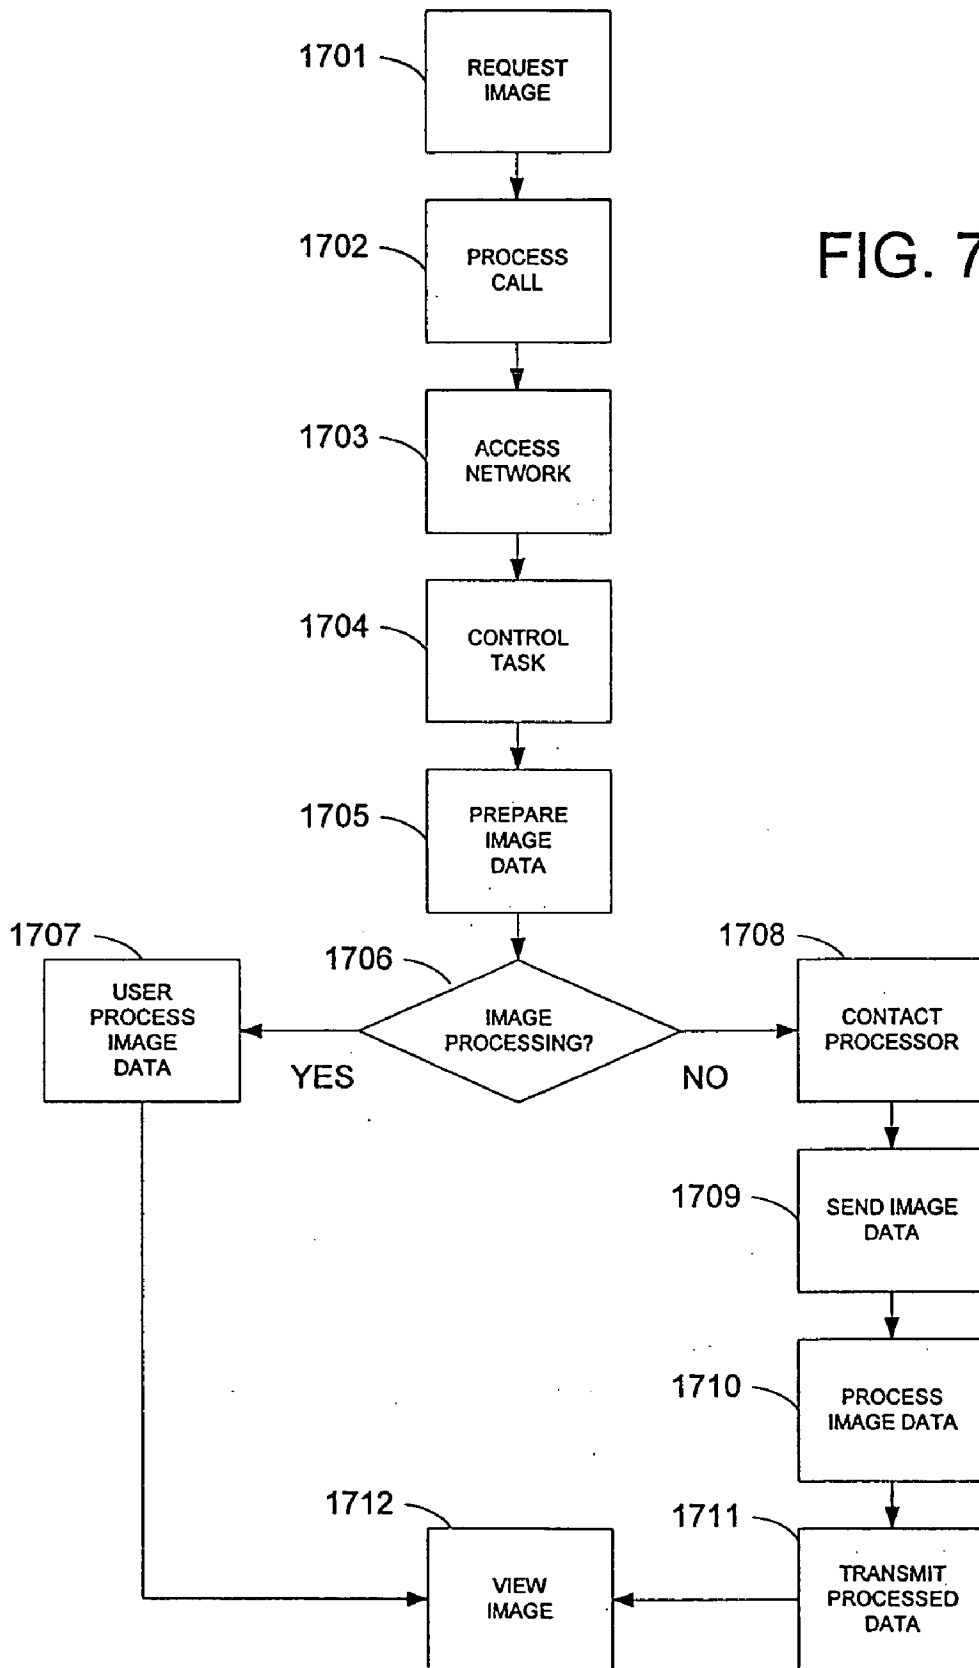 1701
REQUEST
IMAGE
1702
PROCESS
CALL
FIG. 7
1703
ACCESS
NETWORK
1704
CONTROL
TASK
1705
PREPARE
IMAGE
DATA
1707
USER
PROCESS
IMAGE
DATA
1706
IMAGE
PROCESSING?
YES
NO
1708
CONTACT
PROCESSOR
1709
SEND IMAGE
DATA
1710
PROCESS
IMAGE DATA
1712
VIEW
IMAGE
1711
TRANSMIT
PROCESSED
DATA